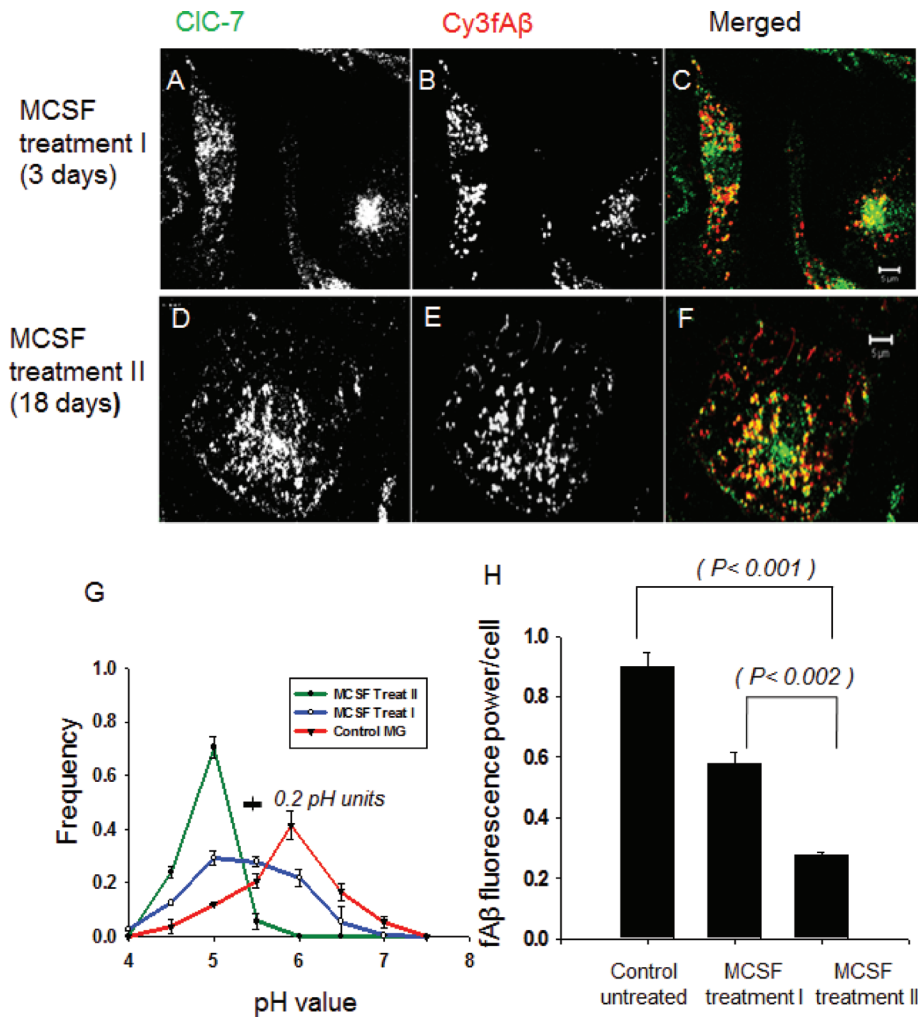 ClC-7 Cy3fAβ Merged
MCSF
treatment I
(3 days)
A B C
5 µm
MCSF
treatment II
(18 days)
D E F
5µm
G
1.0
0.8
0.6
0.4
0.2
0.0
Frequency
MCSF Treat II
MCSF Treat I
Control MG
0.2 pH units
4 5 6 7 8
pH value
H
( P< 0.001 )
( P< 0.002 )
fAβ fluorescence power/cell
1.0
0.8
0.6
0.4
0.2
0.0
Control
untreated
MCSF
treatment I
MCSF
treatment II